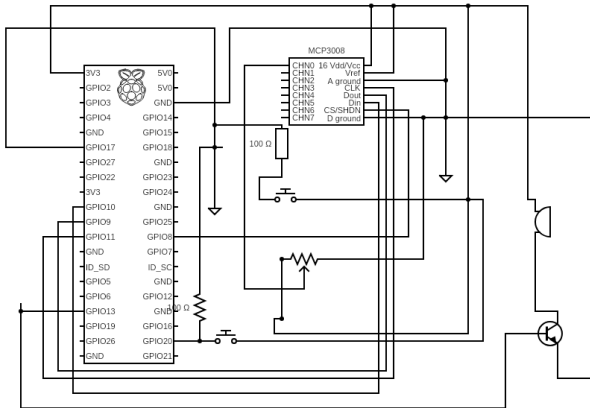 MCP3008
CHN0 16 Vdd/Vcc
CHN1 Vref
CHN2 A ground
CHN3 CLK
CHN4 Dout
CHN5 Din
CHN6 CS/SHDN
CHN7 D ground
3V3 5V0
GPIO2 5V0
GPIO3 GND
GPIO4 GPIO14
GND GPIO15
GPIO17 GPIO18
GPIO27 GND
GPIO22 GPIO23
3V3 GPIO24
GPIO10 GND
GPIO9 GPIO25
GPIO11 GPIO8
GND GPIO7
ID_SD ID_SC
GPIO5 GND
GPIO6 GPIO12
GPIO13 GND
GPIO19 GPIO16
GPIO26 GPIO20
GND GPIO21
100 Ω
100 Ω